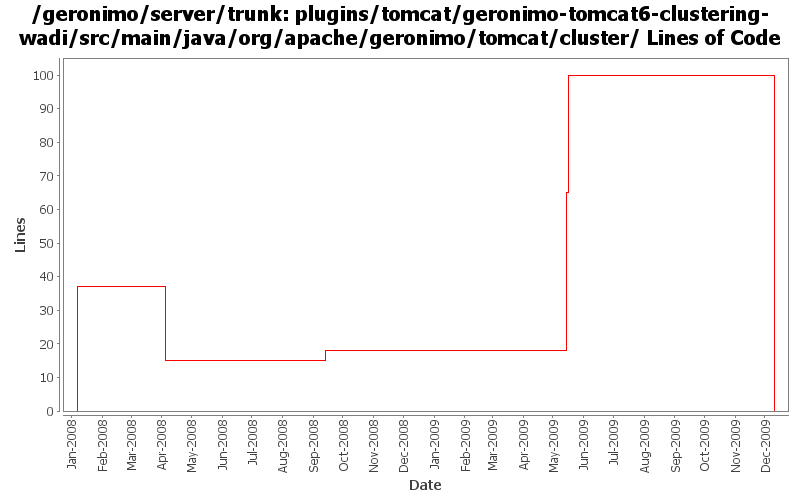 /geronimo/server/trunk: plugins/tomcat/geronimo-tomcat6-clustering-
wadi/src/main/java/org/apache/geronimo/tomcat/cluster/ Lines of Code
100
90
80
70
60
50
40
30
20
10
0
Lines
Jan-2008
Feb-2008
Mar-2008
Apr-2008
May-2008
Jun-2008
Jul-2008
Aug-2008
Sep-2008
Oct-2008
Nov-2008
Dec-2008
Jan-2009
Feb-2009
Mar-2009
Apr-2009
May-2009
Jun-2009
Jul-2009
Aug-2009
Sep-2009
Oct-2009
Nov-2009
Dec-2009
Date